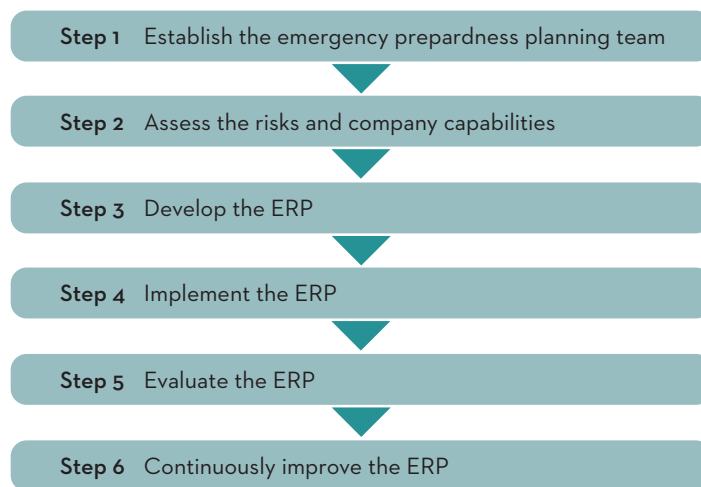 Step 1 Establish the emergency prepardness planning team
Step 2 Assess the risks and company capabilities
Step 3 Develop the ERP
Step 4 Implement the ERP
Step 5 Evaluate the ERP
Step 6 Continuously improve the ERP